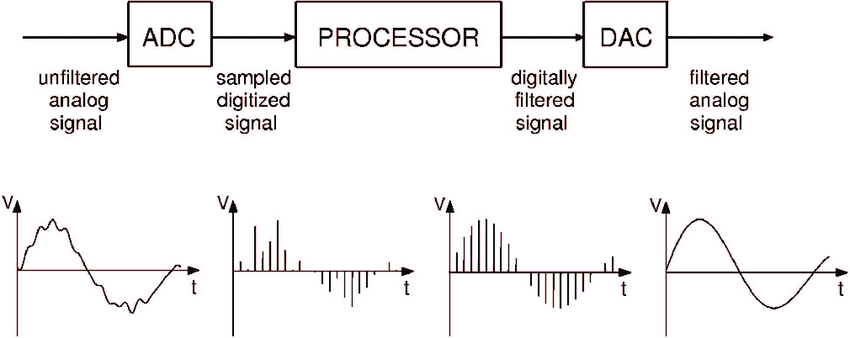 ADC
PROCESSOR
DAC
unfiltered
analog
signal
sampled
digitized
signal
digitally
filtered
signal
filtered
analog
signal
V
t
V
t
V
t
V
t